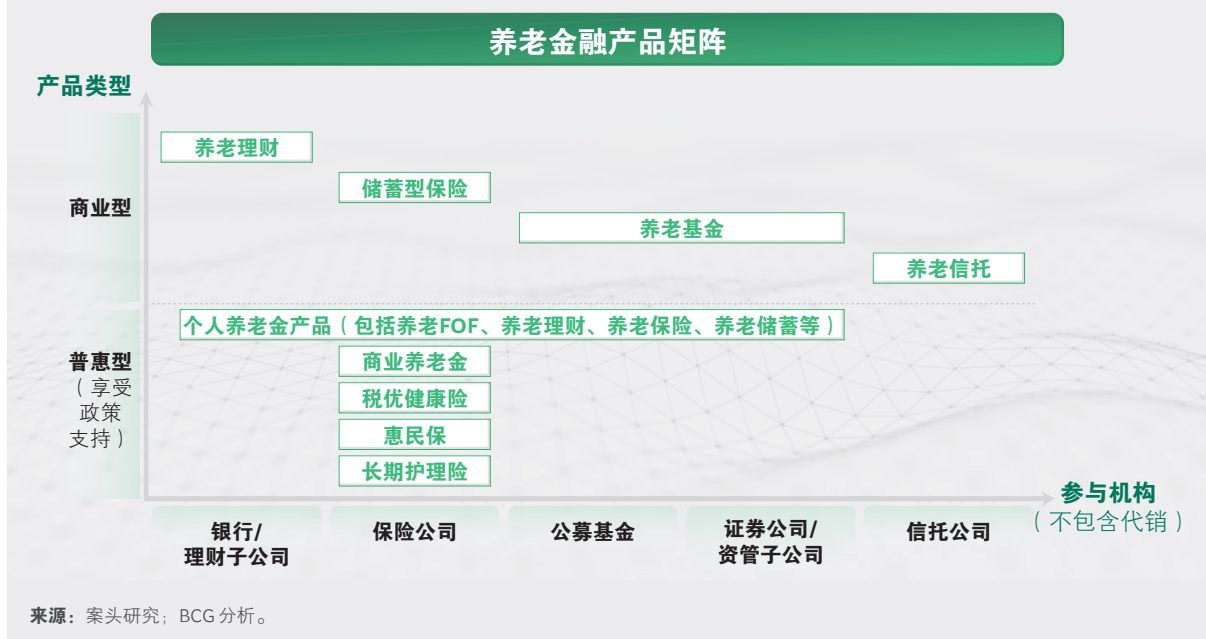 养老金融产品矩阵
产品类型
养老理财
储蓄型保险
商业型
养老基金
养老信托
个人养老金产品（包括养老FOF、养老理财、养老保险、养老储蓄等）
普惠型
（享受
政策
支持）
商业养老金
税优健康险
惠民保
长期护理险
参与机构
（不包含代销）
银行/
理财子公司
保险公司
公募基金
证券公司/
资管子公司
信托公司
来源：案头研究；BCG分析。